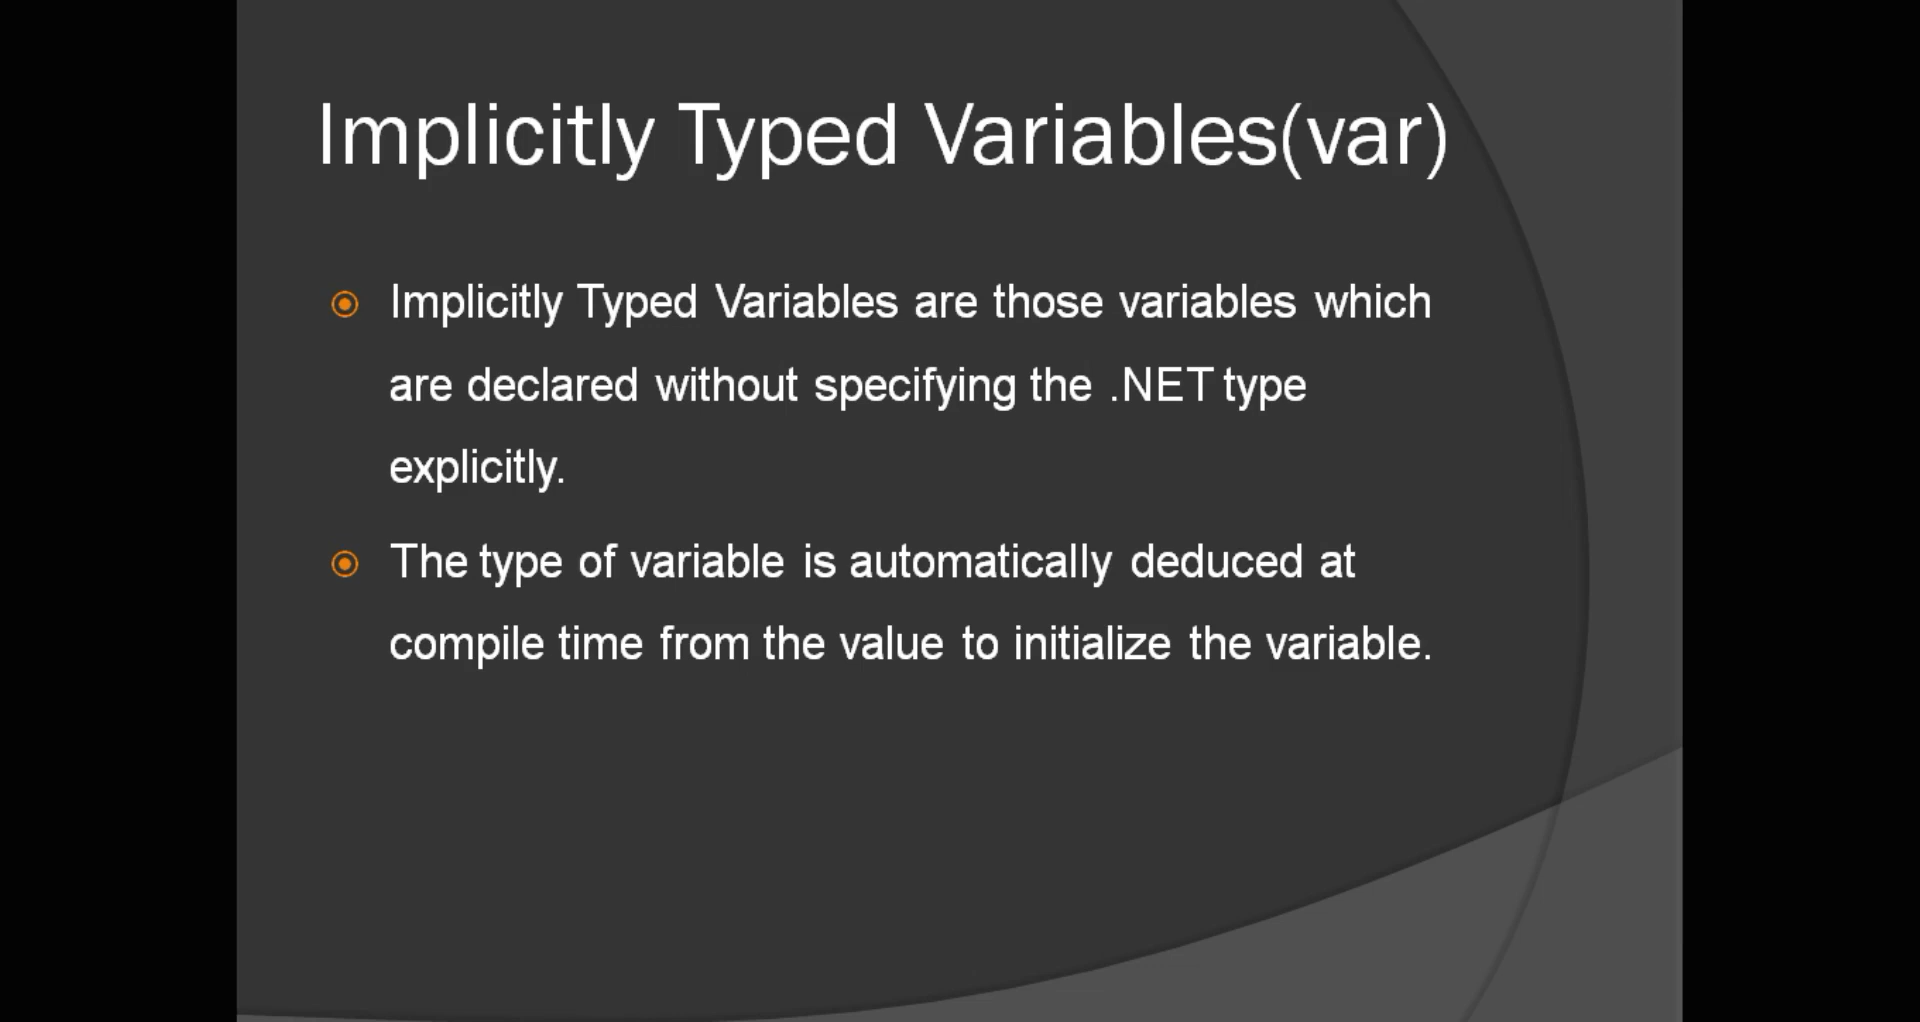 Implicitly Typed Variables(var)
Implicitly Typed Variables are those variables which
are declared without specifying the .NET type
explicitly.
The type of variable is automatically deduced at
compile time from the value to initialize the variable.